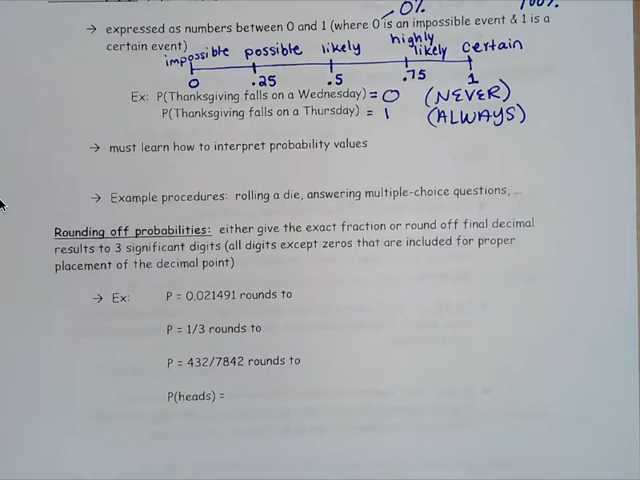 0% 100%
→ expressed as numbers between 0 and 1 (where 0 is an impossible event & 1 is a
certain event)
impossible possible likely highly likely certain
0 .25 .5 .75 1
Ex: P(Thanksgiving falls on a Wednesday) = 0 (NEVER)
P(Thanksgiving falls on a Thursday) = 1 (ALWAYS)
→ must learn how to interpret probability values
→ Example procedures: rolling a die, answering multiple-choice questions, ...
Rounding off probabilities: either give the exact fraction or round off final decimal
results to 3 significant digits (all digits except zeros that are included for proper
placement of the decimal point)
→ Ex: P = 0.021491 rounds to
P = 1/3 rounds to
P = 432/7842 rounds to
P(heads) =